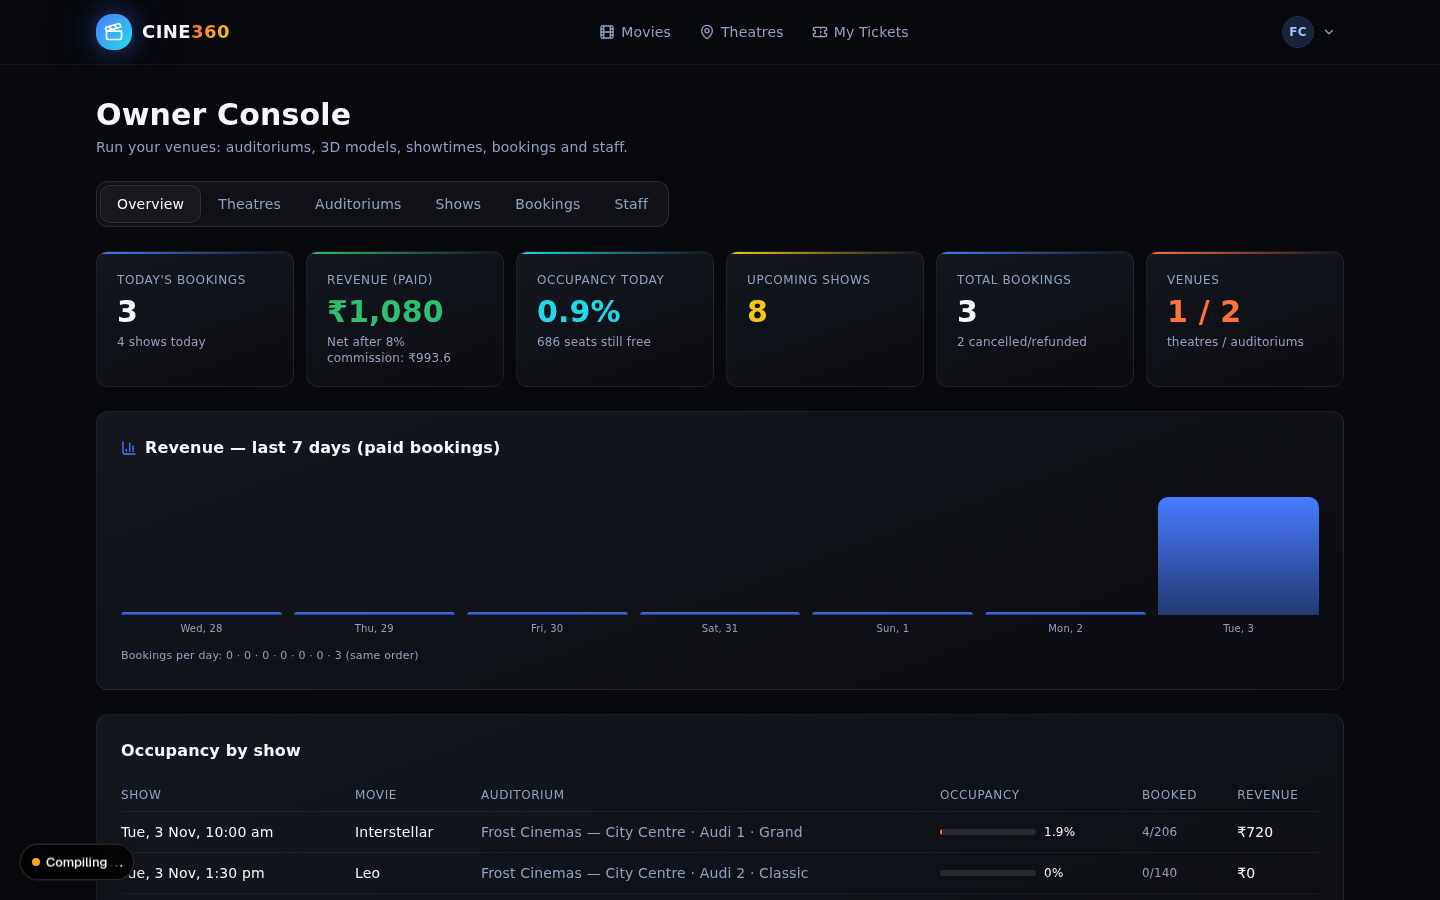 CINE360
Movies
Theatres
My Tickets
FC
Owner Console
Run your venues: auditoriums, 3D models, showtimes, bookings and staff.
Overview
Theatres
Auditoriums
Shows
Bookings
Staff
TODAY'S BOOKINGS
3
4 shows today
REVENUE (PAID)
₹1,080
Net after 8%
commission: ₹993.6
OCCUPANCY TODAY
0.9%
686 seats still free
UPCOMING SHOWS
8
TOTAL BOOKINGS
3
2 cancelled/refunded
VENUES
1 / 2
theatres / auditoriums
Revenue — last 7 days (paid bookings)
Wed, 28
Thu, 29
Fri, 30
Sat, 31
Sun, 1
Mon, 2
Tue, 3
Bookings per day: 0 · 0 · 0 · 0 · 0 · 0 · 3 (same order)
Occupancy by show
SHOW MOVIE AUDITORIUM OCCUPANCY BOOKED REVENUE
Tue, 3 Nov, 10:00 am Interstellar Frost Cinemas — City Centre · Audi 1 · Grand 1.9% 4/206 ₹720
Tue, 3 Nov, 1:30 pm Leo Frost Cinemas — City Centre · Audi 2 · Classic 0% 0/140 ₹0
Compiling ...